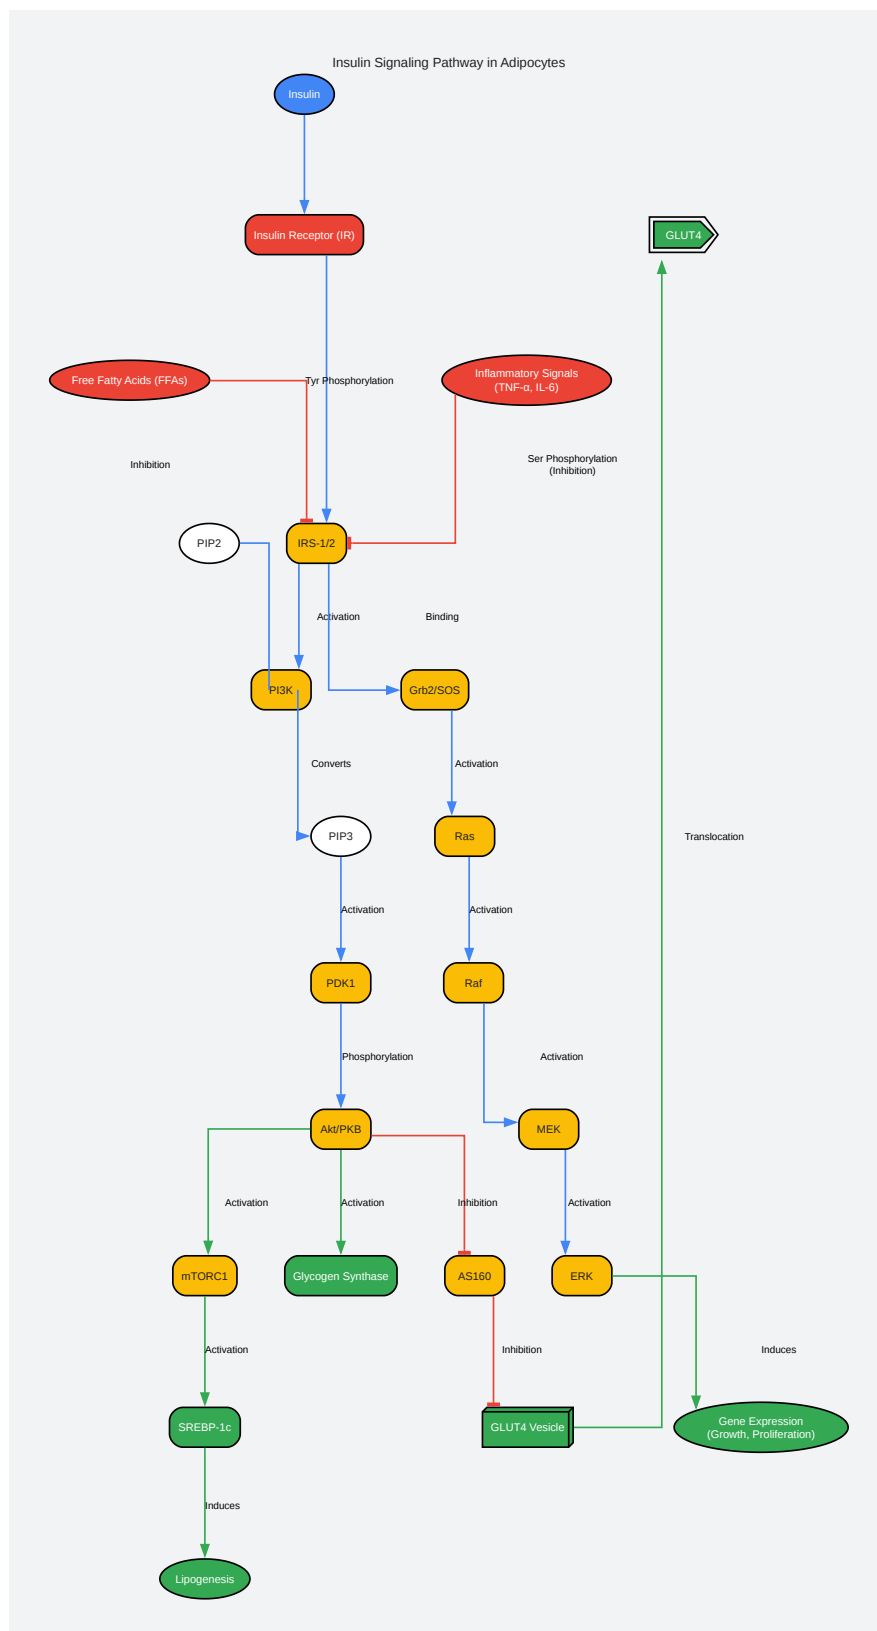 Insulin Signaling Pathway in Adipocytes
Insulin
Insulin Receptor (IR)
GLUT4
Free Fatty Acids (FFAs)
Tyr Phosphorylation
Inflammatory Signals
(TNF-α, IL-6)
Inhibition
Ser Phosphorylation
(Inhibition)
PIP2
IRS-1/2
Activation
Binding
PI3K
Grb2/SOS
Converts
Activation
PIP3
Ras
Translocation
Activation
Activation
PDK1
Raf
Phosphorylation
Activation
Akt/PKB
MEK
Activation
Activation
Inhibition
Activation
mTORC1
Glycogen Synthase
AS160
ERK
Activation
Inhibition
Induces
SREBP-1c
GLUT4 Vesicle
Gene Expression
(Growth, Proliferation)
Induces
Lipogenesis